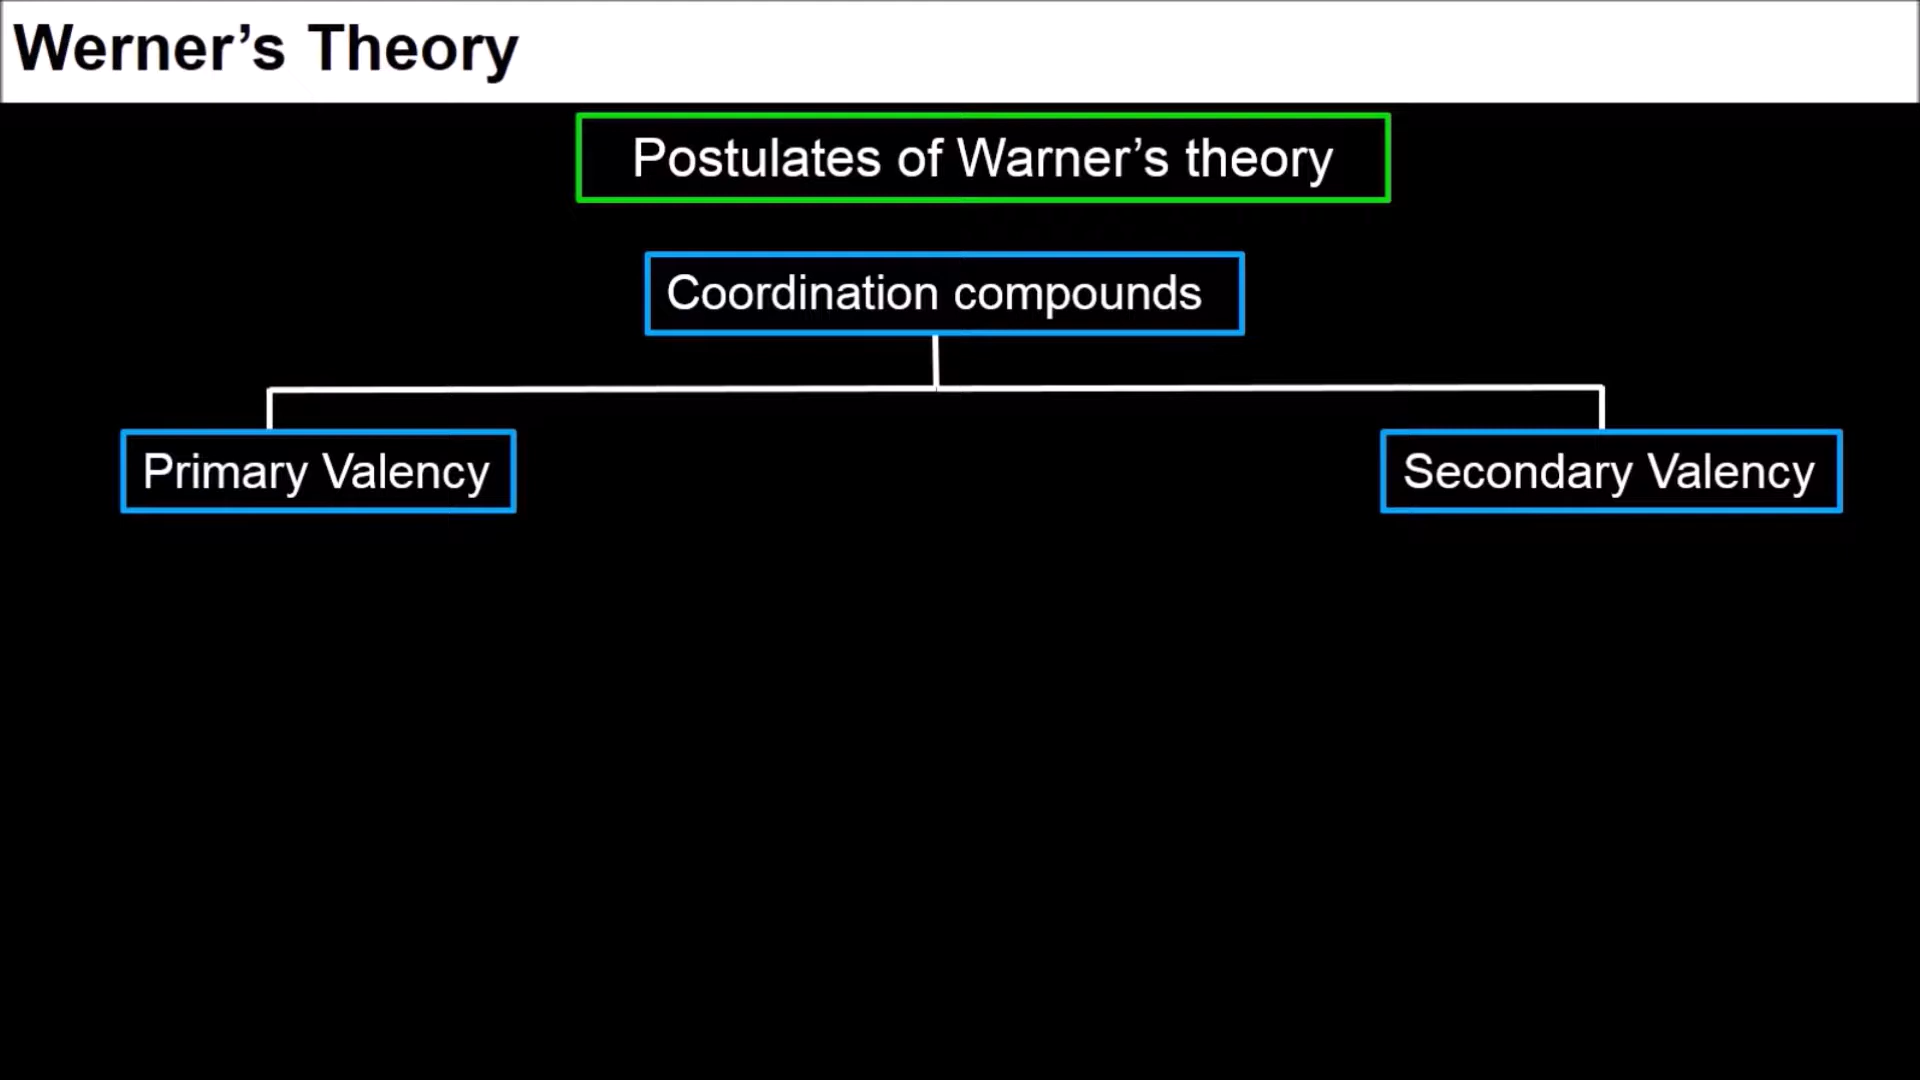 Werner’s Theory
Postulates of Warner’s theory
Coordination compounds
Primary Valency
Secondary Valency